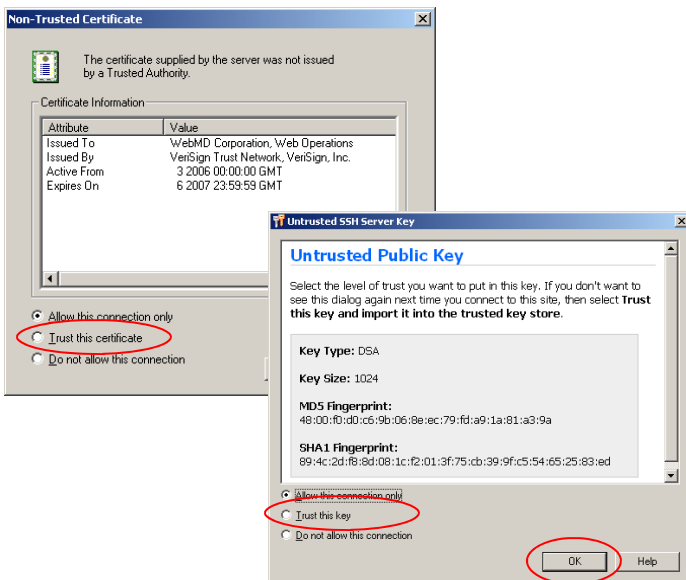 Non-Trusted Certificate
The certificate supplied by the server was not issued
by a Trusted Authority.
Certificate Information
Attribute Value
Issued To WebMD Corporation, Web Operations
Issued By VeriSign Trust Network, VeriSign, Inc.
Active From 3 2006 00:00:00 GMT
Expires On 6 2007 23:59:59 GMT
Allow this connection only
Trust this certificate
Do not allow this connection
Untrusted SSH Server Key
Untrusted Public Key
Select the level of trust you want to put in this key. If you don't want to
see this dialog again next time you connect to this site, then select Trust
this key and import it into the trusted key store.
Key Type: DSA
Key Size: 1024
MD5 Fingerprint:
48:00:f0:d0:c6:9b:06:8e:ec:79:fd:a9:1a:81:a3:9a
SHA1 Fingerprint:
89:4c:2d:f8:8d:08:1c:f2:01:3f:75:cb:39:9f:c5:54:65:25:83:ed
Allow this connection only
Trust this key
Do not allow this connection
OK Help